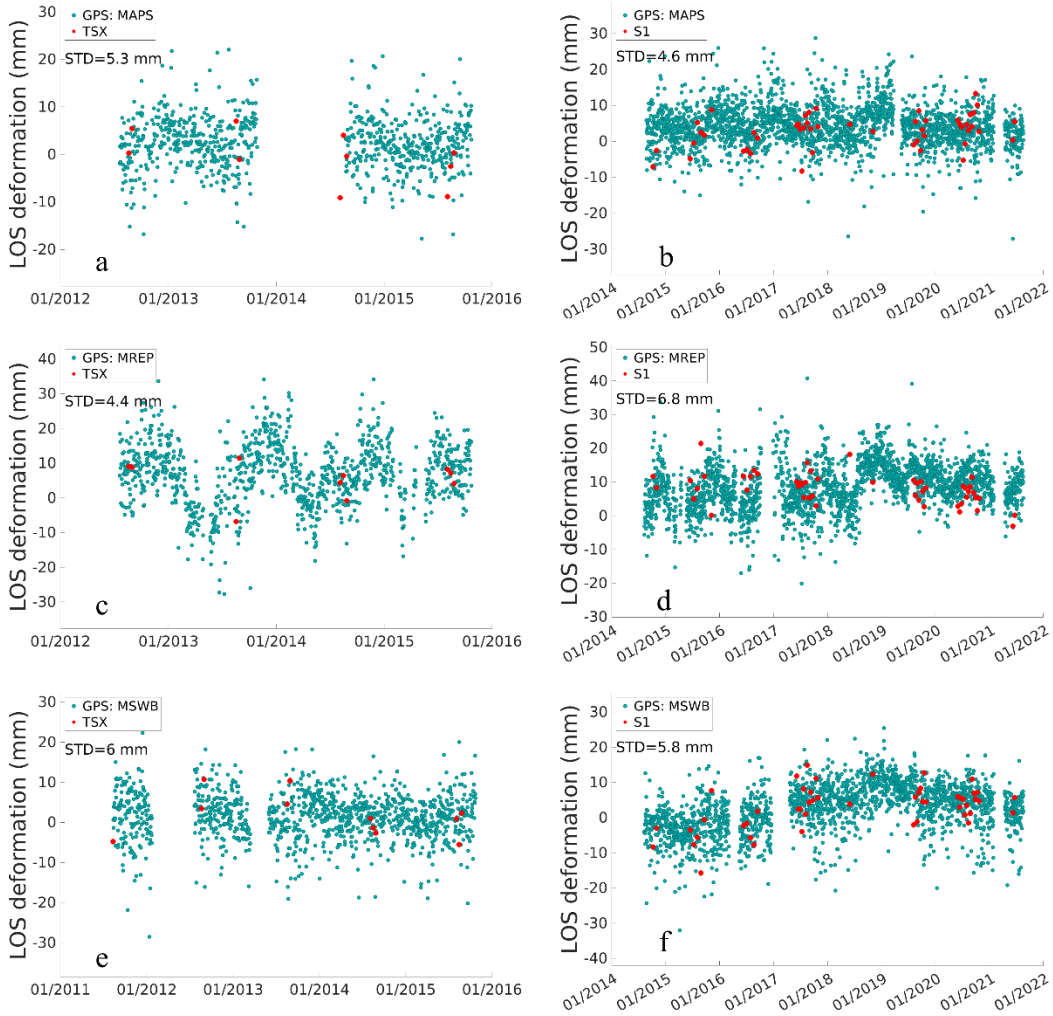 GPS: MAPS
TSX
STD=5.3 mm
30
20
10
0
-10
-20
LOS deformation (mm)
a
01/2012
01/2013
01/2014
01/2015
01/2016
GPS: MAPS
S1
STD=4.6 mm
30
20
10
0
-10
-20
-30
LOS deformation (mm)
b
01/2014
01/2015
01/2016
01/2017
01/2018
01/2019
01/2020
01/2021
01/2022
GPS: MREP
TSX
STD=4.4 mm
40
30
20
10
0
-10
-20
-30
LOS deformation (mm)
c
01/2012
01/2013
01/2014
01/2015
01/2016
GPS: MREP
S1
STD=6.8 mm
50
40
30
20
10
0
-10
-20
-30
LOS deformation (mm)
d
01/2014
01/2015
01/2016
01/2017
01/2018
01/2019
01/2020
01/2021
01/2022
GPS: MSWB
TSX
STD=6 mm
30
20
10
0
-10
-20
-30
LOS deformation (mm)
e
01/2011
01/2012
01/2013
01/2014
01/2015
01/2016
GPS: MSWB
S1
STD=5.8 mm
30
20
10
0
-10
-20
-30
-40
LOS deformation (mm)
f
01/2014
01/2015
01/2016
01/2017
01/2018
01/2019
01/2020
01/2021
01/2022